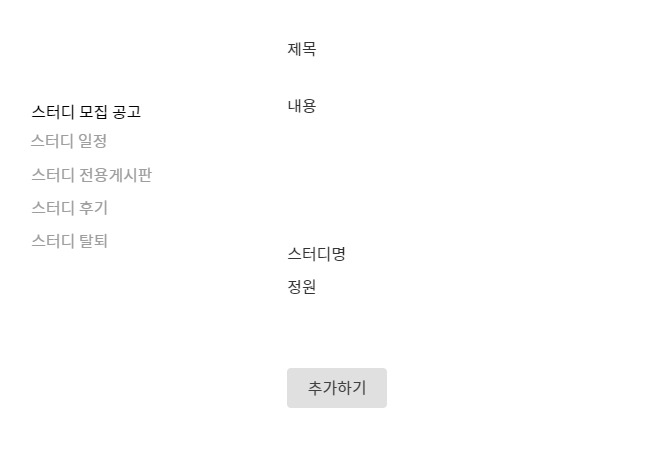 스터디 모집 공고
스터디 일정
스터디 전용게시판
스터디 후기
스터디 탈퇴
제목
내용
스터디명
정원
추가하기